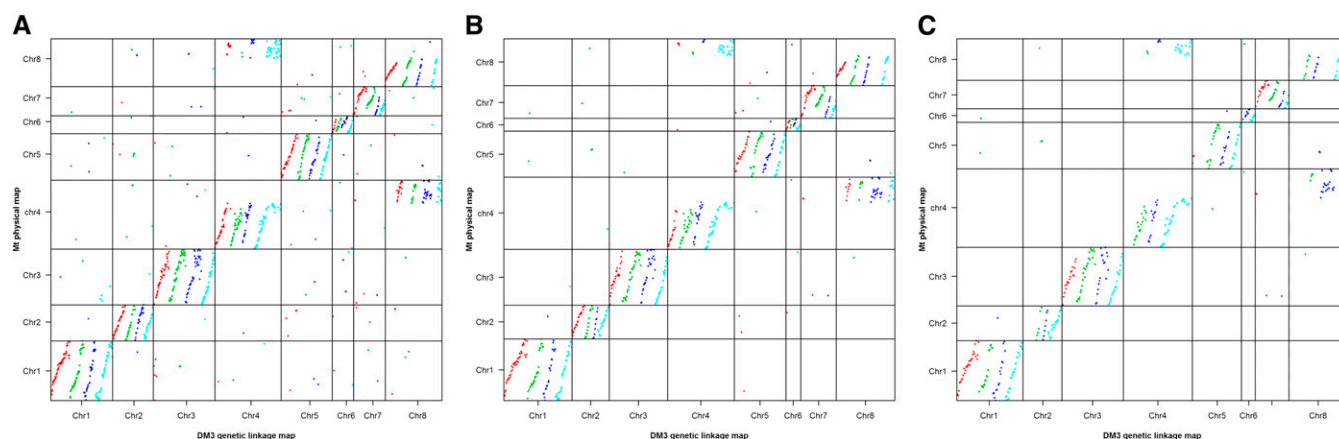 A
Chr8
Chr7
Chr6
Chr5
chr4
Chr3
Chr2
Chr1
Mt physical map
Chr1 Chr2 Chr3 Chr4 Chr5 Chr6 Chr7 Chr8
DM3 genetic linkage map
B
Chr8
Chr7
Chr6
Chr5
chr4
Chr3
Chr2
Chr1
Mt physical map
Chr1 Chr2 Chr3 Chr4 Chr5 Chr6 Chr7 Chr8
DM3 genetic linkage map
C
Chr8
Chr7
Chr6
Chr5
chr4
Chr3
Chr2
Chr1
Mt physical map
Chr1 Chr2 Chr3 Chr4 Chr5 Chr6 Chr8
DM3 genetic linkage map